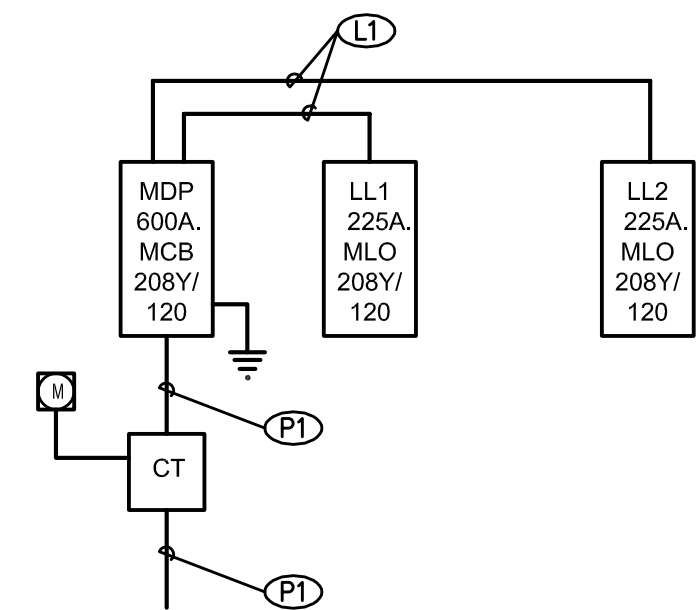 L1
MDP
600A.
MCB
208Y/
120
LL1
225A.
MLO
208Y/
120
LL2
225A.
MLO
208Y/
120
M
P1
CT
P1